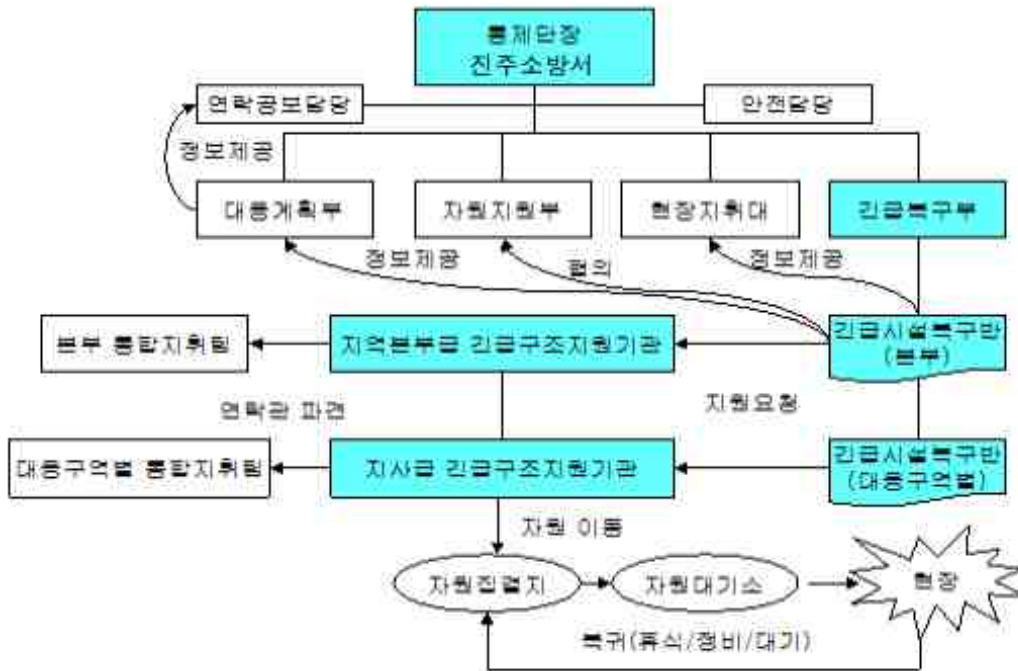 통제단장
진주소방서
연락공보담당
안전담당
정보제공
대응계획부
자원지원부
현장지휘대
긴급복구부
정보제공
협의
정보제공
본부 통합지휘팀
지역본부급 긴급구조지원기관
긴급시설복구반
(본부)
연락관 파견
지원요청
대응구역별 통합지휘팀
지사급 긴급구조지원기관
긴급시설복구반
(대응구역별)
자원 이동
자원집결지
자원대기소
현장
복귀(휴식/정비/대기)